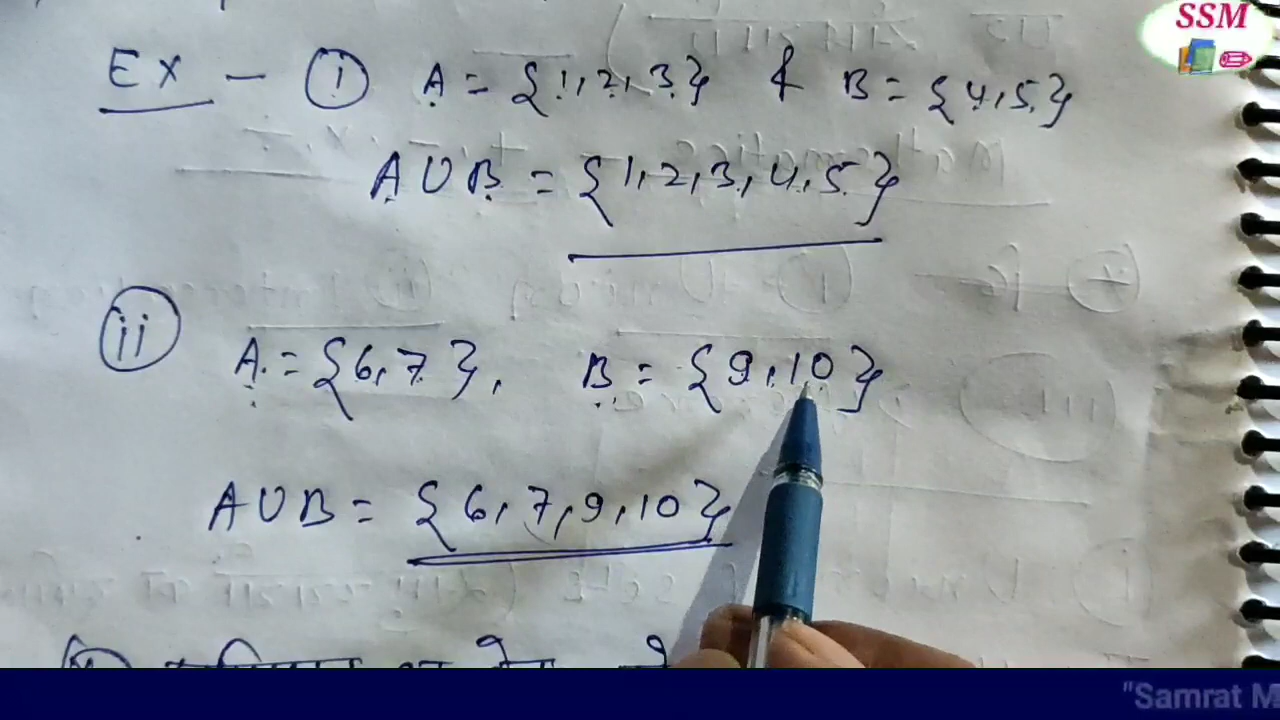 SSM
Ex - (i) A = {1, 2, 3} & B = {4, 5}
A ∪ B = {1, 2, 3, 4, 5}
(ii) A = {6, 7}, B = {9, 10}
A ∪ B = {6, 7, 9, 10}
"Samrat M